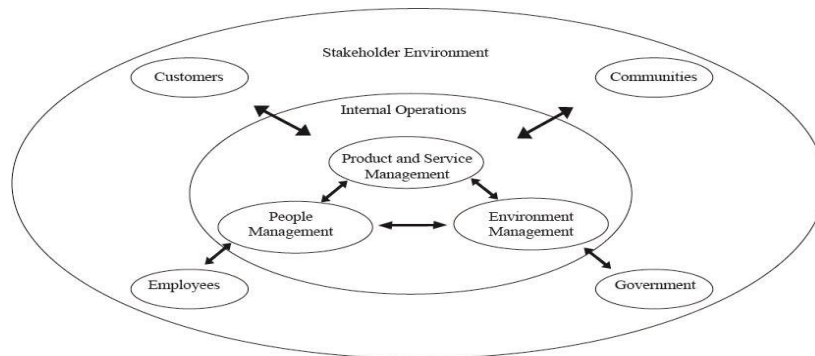 Stakeholder Environment
Customers
Communities
Internal Operations
Product and Service
Management
People
Management
Environment
Management
Employees
Government